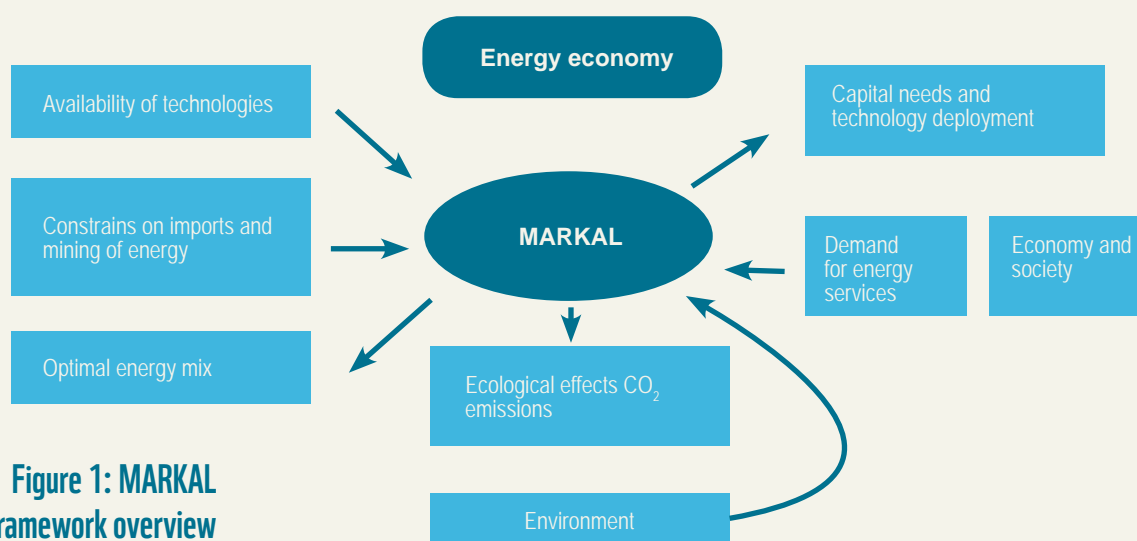 Energy economy
Availability of technologies
Constrains on imports and
mining of energy
Optimal energy mix
MARKAL
Capital needs and
technology deployment
Demand
for energy
services
Economy and
society
Ecological effects CO₂
emissions
Environment
Figure 1: MARKAL
framework overview